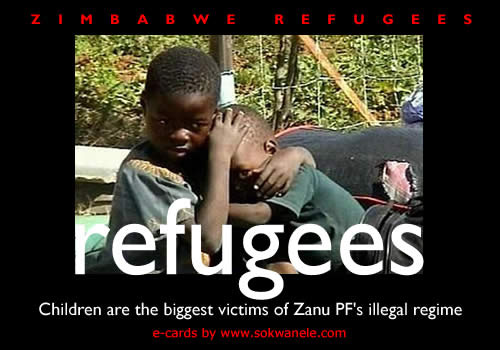 ZIMBABWE REFUGEES
refugees
Children are the biggest victims of Zanu PF's illegal regime
e-cards by www.sokwanele.com